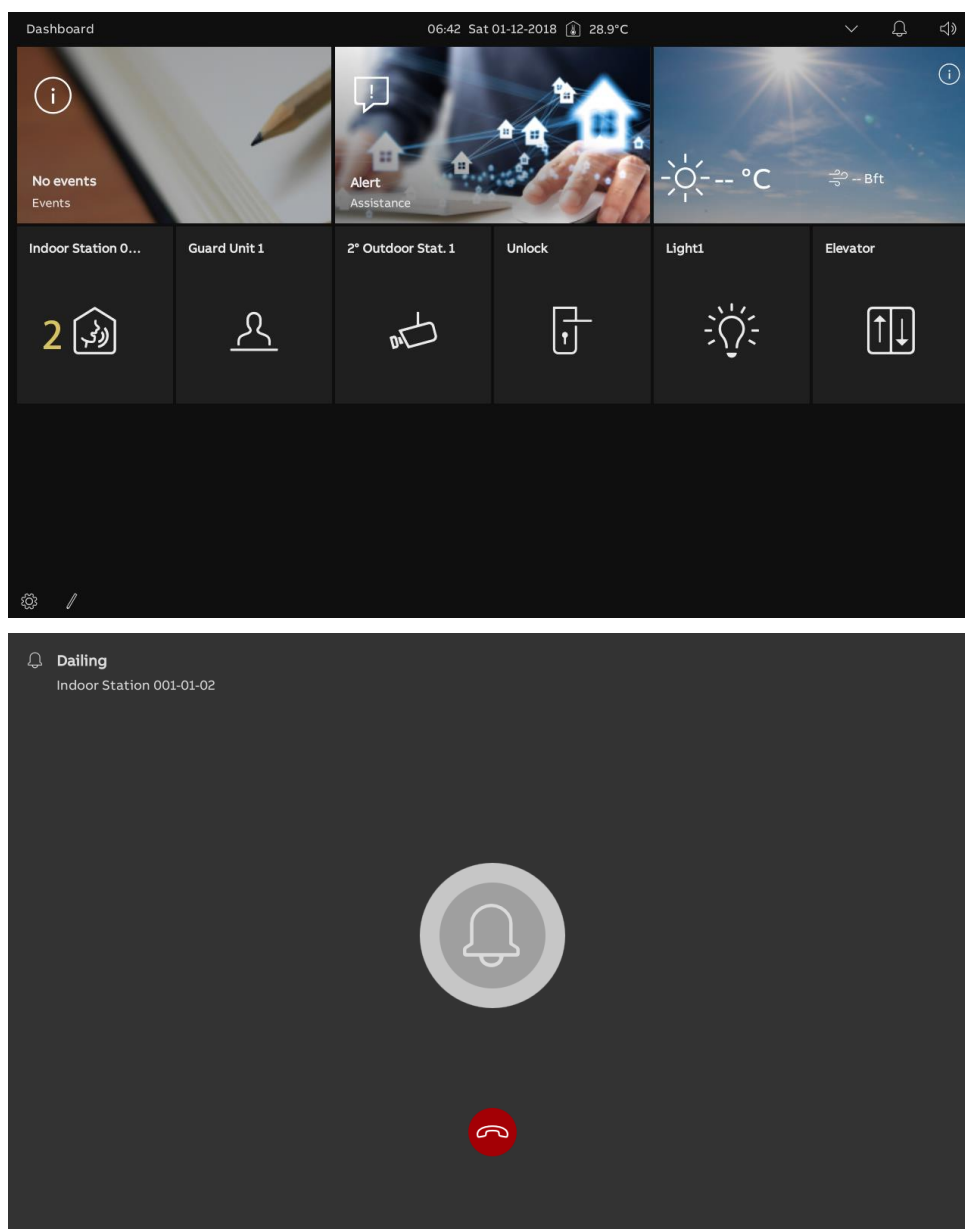 Dashboard
06:42 Sat 01-12-2018 28.9°C
No events
Events
Alert
Assistance
-- °C
-- Bft
Indoor Station 0...
Guard Unit 1
2° Outdoor Stat. 1
Unlock
Light1
Elevator
2
Dailing
Indoor Station 001-01-02